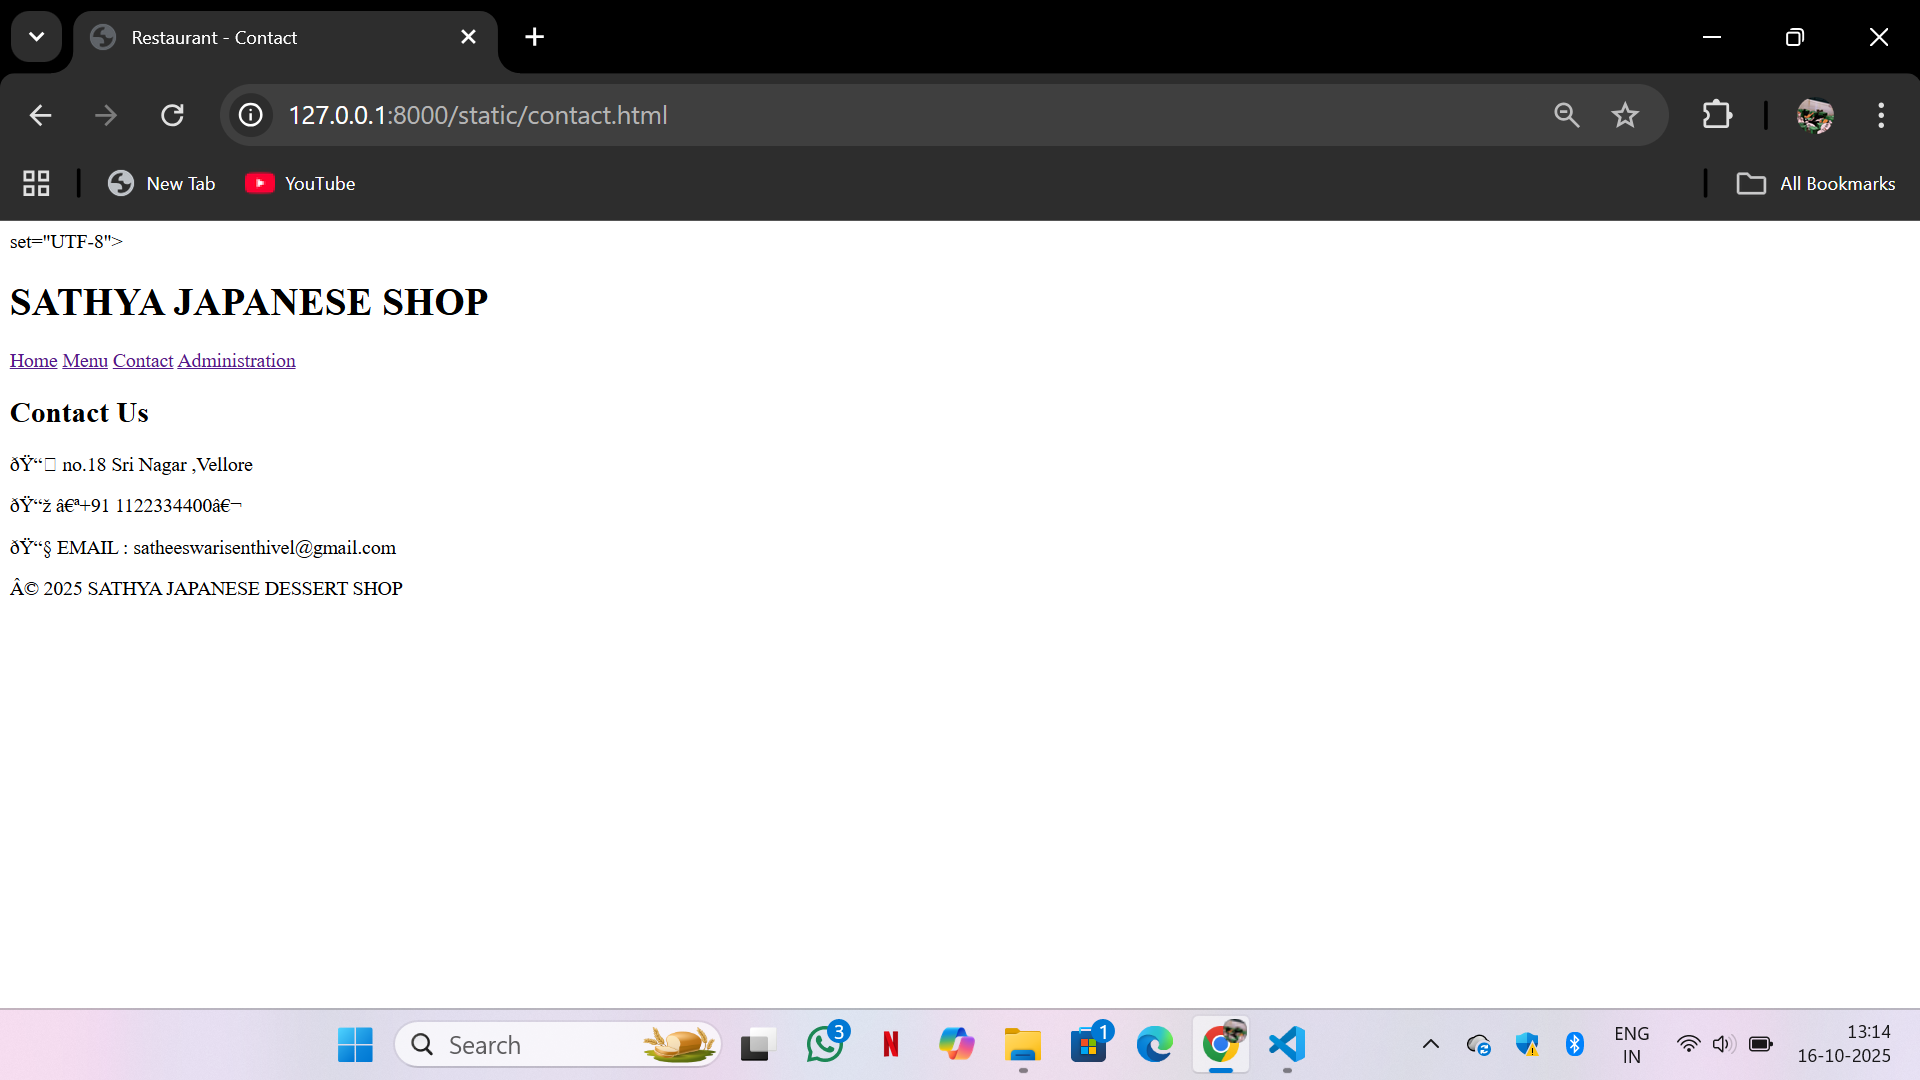 Restaurant - Contact
127.0.0.1:8000/static/contact.html
New Tab
YouTube
All Bookmarks
set="UTF-8">
SATHYA JAPANESE SHOP
Home Menu Contact Administration
Contact Us
ðŸ“ no.18 Sri Nagar ,Vellore
ðŸ“ž â€ª+91 1122334400â€¬
ðŸ“§ EMAIL : satheeswarisenthivel@gmail.com
Â© 2025 SATHYA JAPANESE DESSERT SHOP
Search
3
N
1
ENG
IN
13:14
16-10-2025